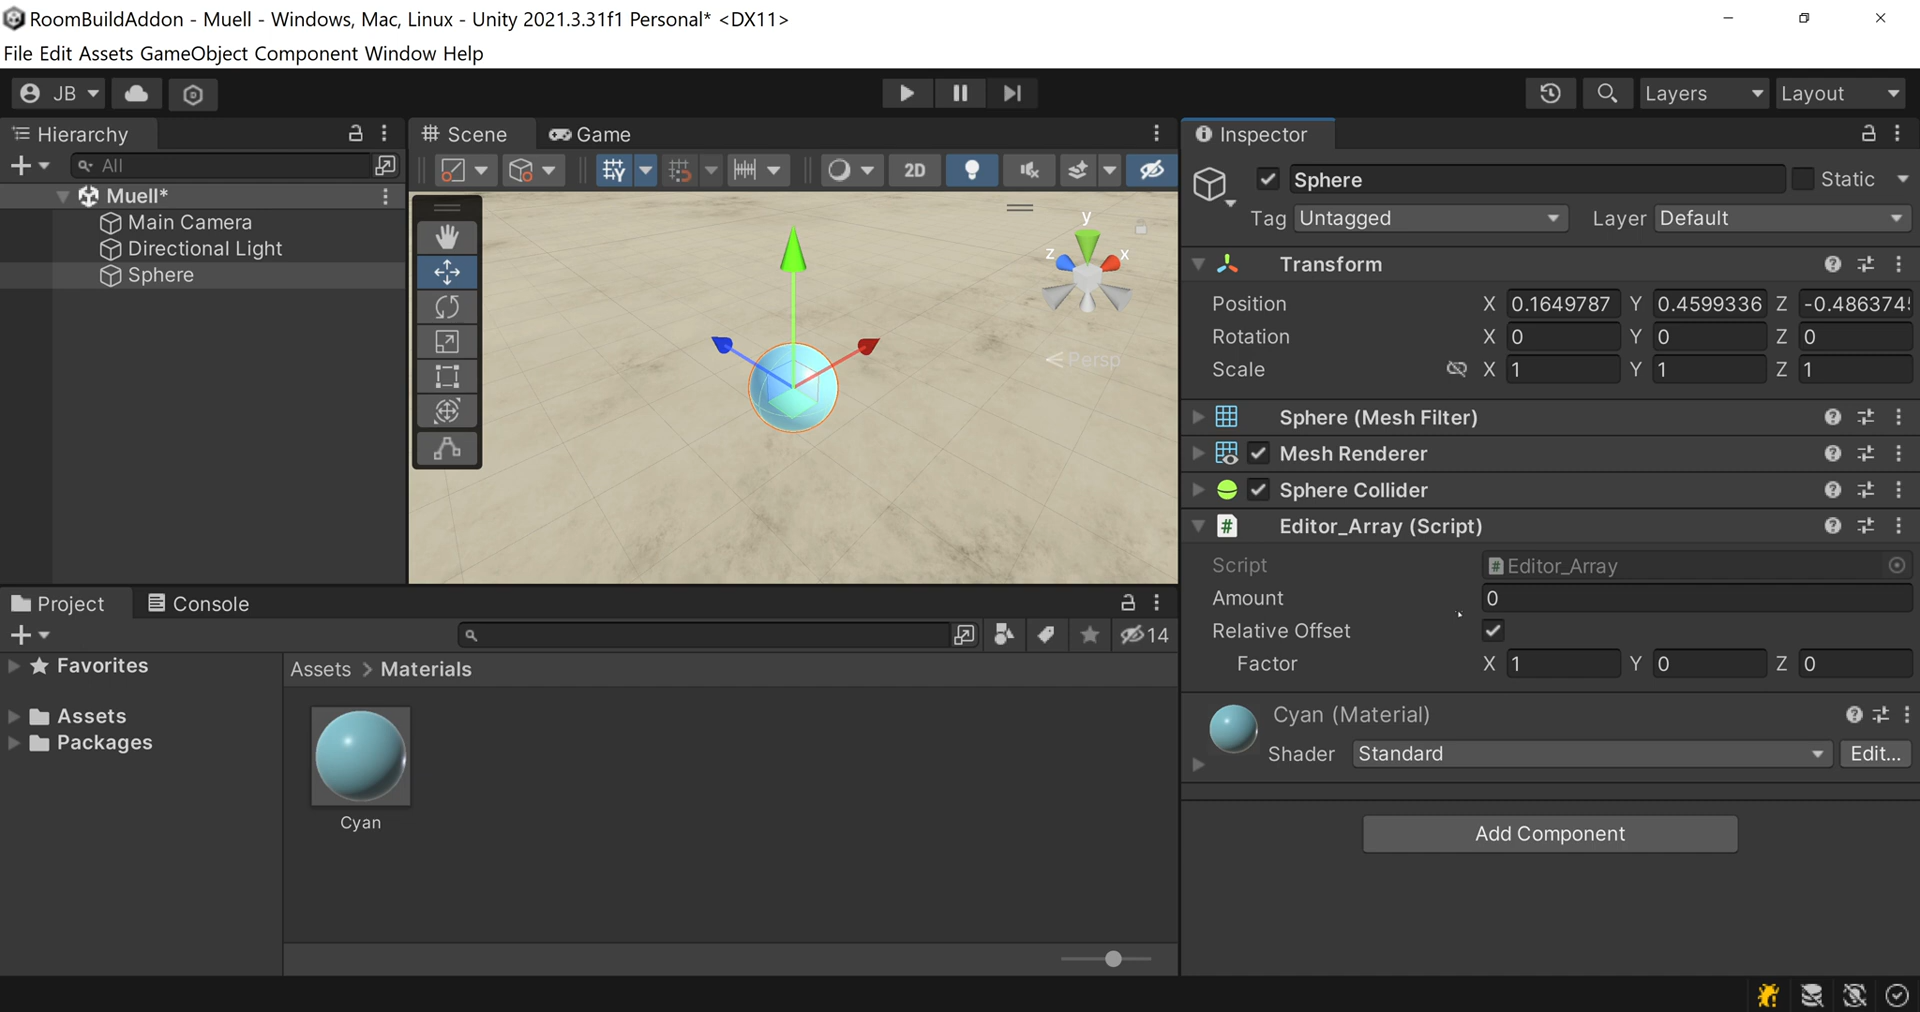 RoomBuildAddon - Muell - Windows, Mac, Linux - Unity 2021.3.31f1 Personal* <DX11>
File Edit Assets GameObject Component Window Help
JB
Layers
Layout
Hierarchy
All
Muell*
Main Camera
Directional Light
Sphere
Scene
Game
2D
y
z
x
Persp
Inspector
Sphere
Static
Tag Untagged
Layer Default
Transform
Position X 0.1649787 Y 0.4599336 Z -0.486374
Rotation X 0 Y 0 Z 0
Scale X 1 Y 1 Z 1
Sphere (Mesh Filter)
Mesh Renderer
Sphere Collider
Editor_Array (Script)
Script Editor_Array
Amount 0
Relative Offset
Factor X 1 Y 0 Z 0
Cyan (Material)
Shader Standard Edit...
Add Component
Project
Console
14
Favorites
Assets
Packages
Assets > Materials
Cyan